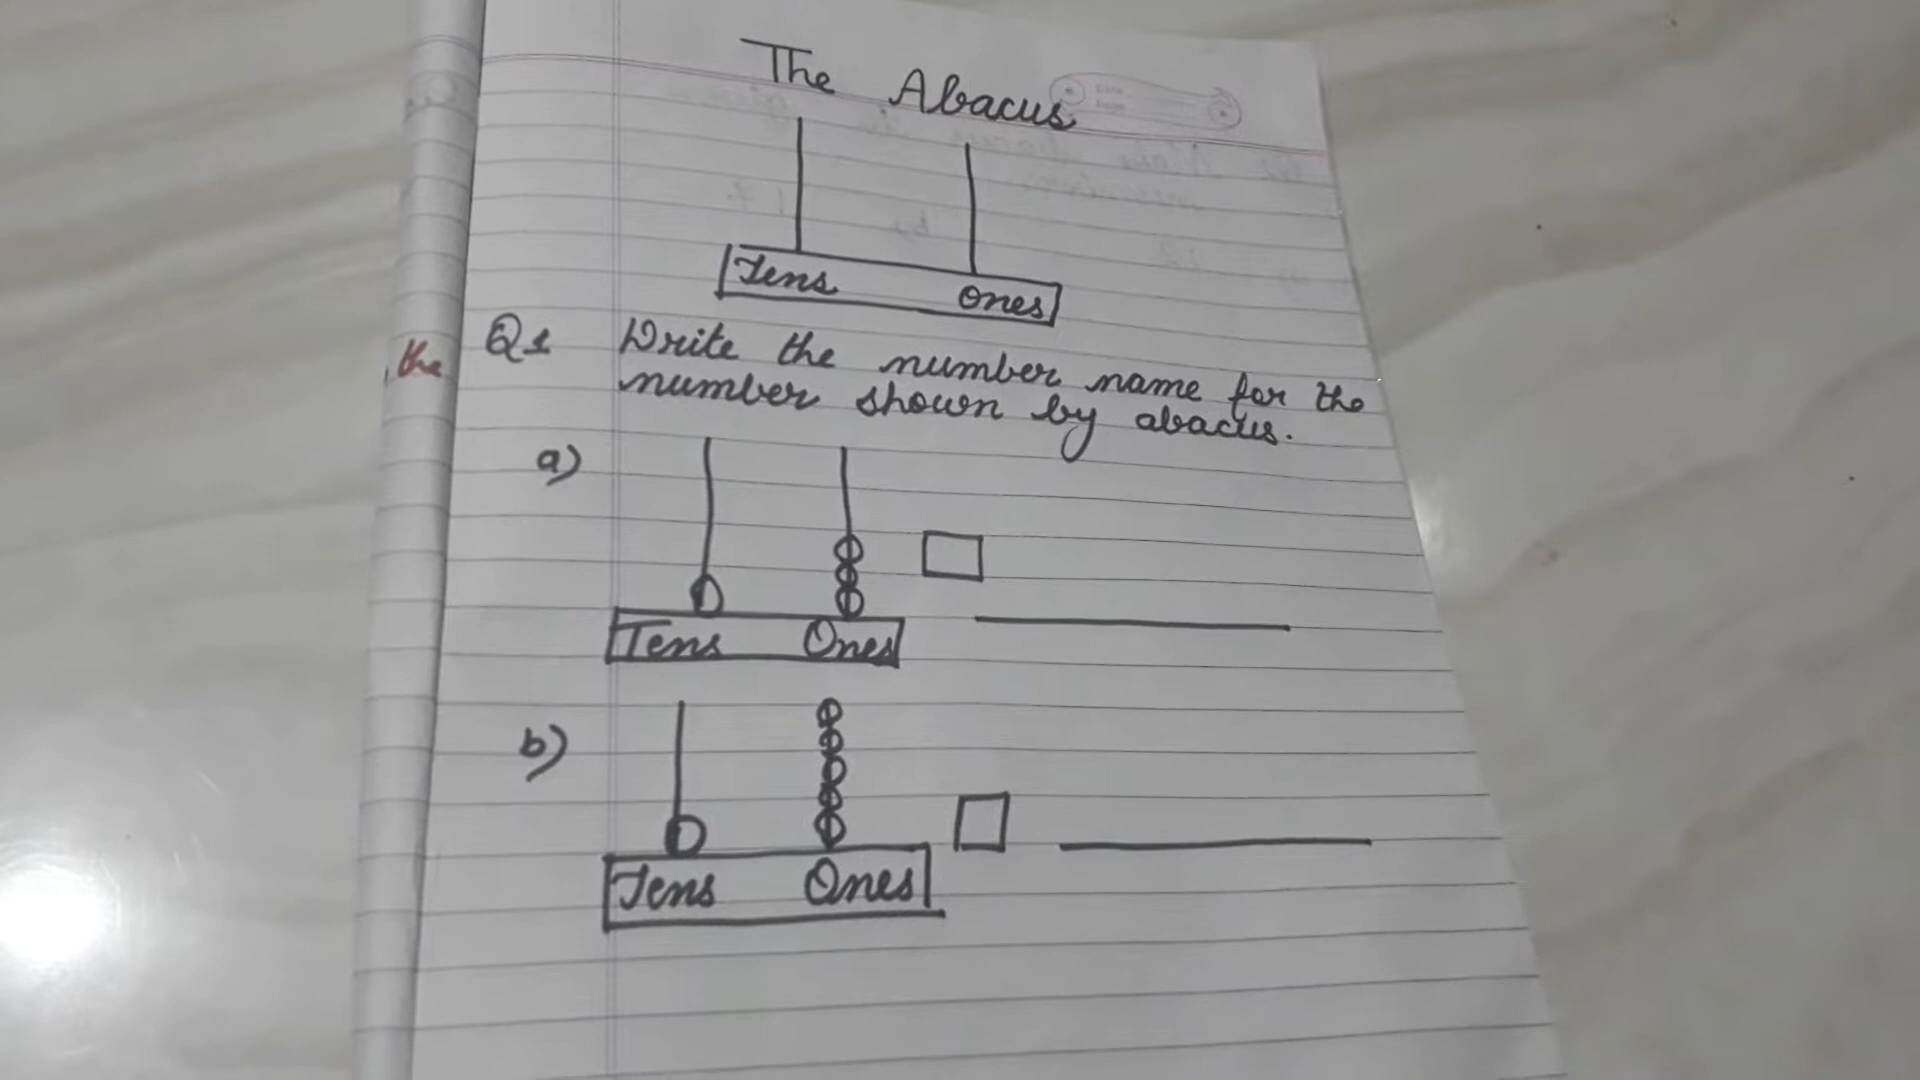 The Abacus
Tens Ones
Q1 Write the number name for the
number shown by abacus.
the
a)
Tens Ones
b)
Tens Ones